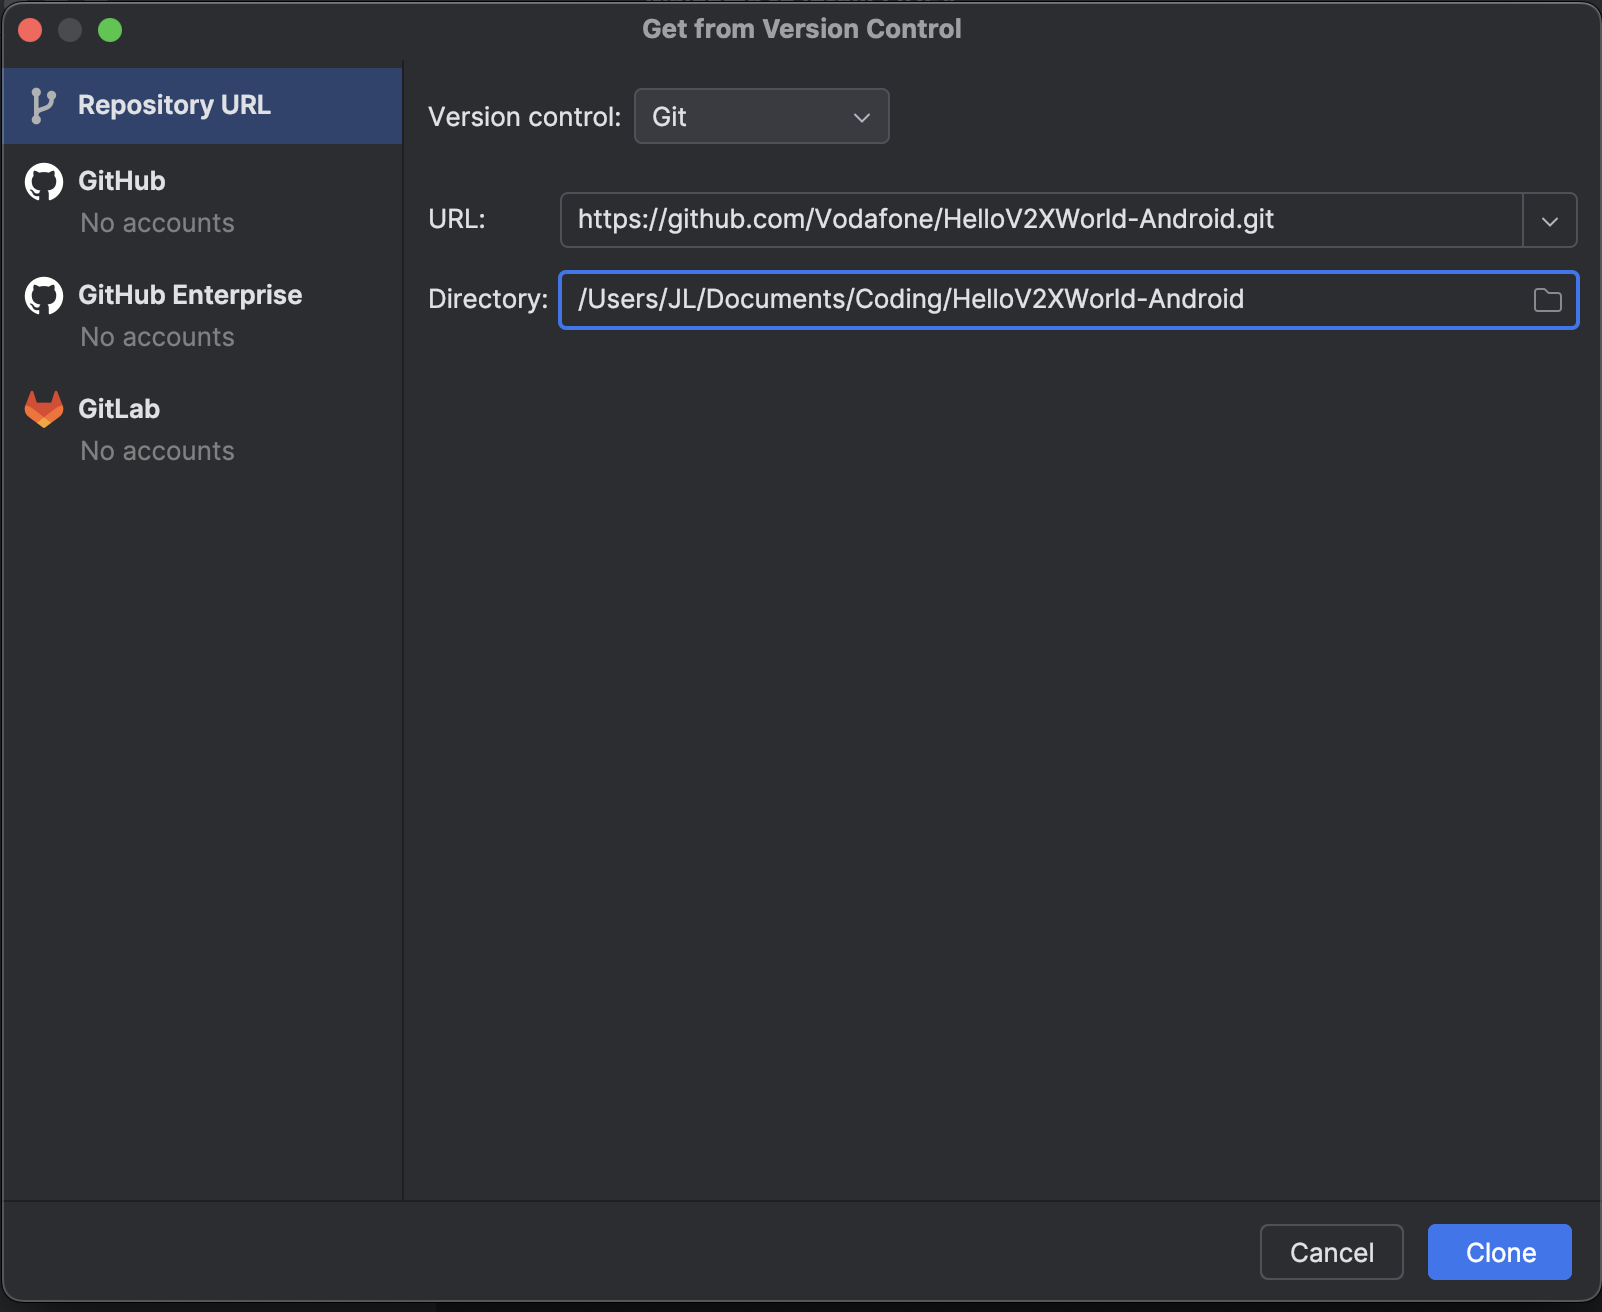 Get from Version Control
Repository URL
GitHub
No accounts
GitHub Enterprise
No accounts
GitLab
No accounts
Version control: Git
URL: https://github.com/Vodafone/HelloV2XWorld-Android.git
Directory: /Users/JL/Documents/Coding/HelloV2XWorld-Android
Cancel Clone